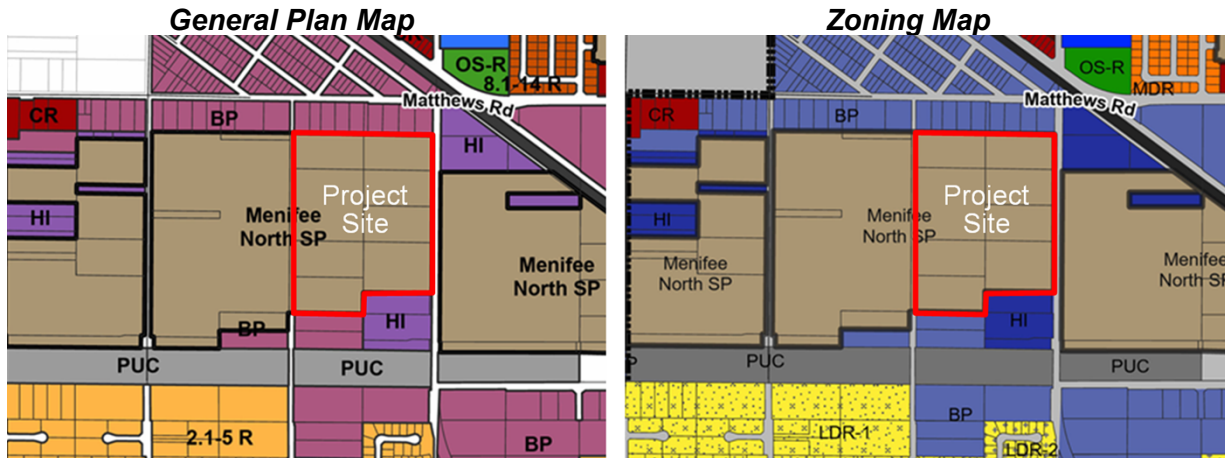 General Plan Map
OS-R
8.1-14 R
Matthews Rd
CR
BP
HI
Project
Site
HI
Menifee
North SP
Menifee
North SP
BP
HI
PUC
PUC
2.1-5 R
BP
Zoning Map
OS-R
MDR
Matthews Rd
CR
BP
Project
Site
HI
Menifee
North SP
Menifee
North SP
Menifee
North SP
HI
P
PUC
PUC
BP
LDR-1
LDR-2